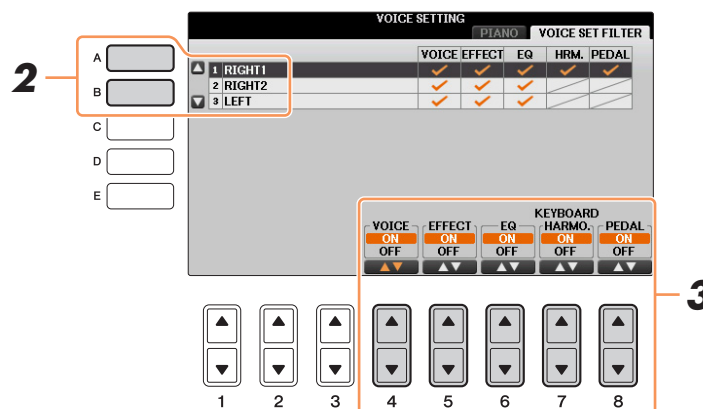 VOICE SETTING
PIANO VOICE SET FILTER
VOICE EFFECT EQ HRM. PEDAL
1 RIGHT1
2 RIGHT2
3 LEFT
2
A
B
C
D
E
KEYBOARD
VOICE EFFECT EQ HARMO. PEDAL
ON ON ON ON ON
OFF OFF OFF OFF OFF
3
1 2 3 4 5 6 7 8